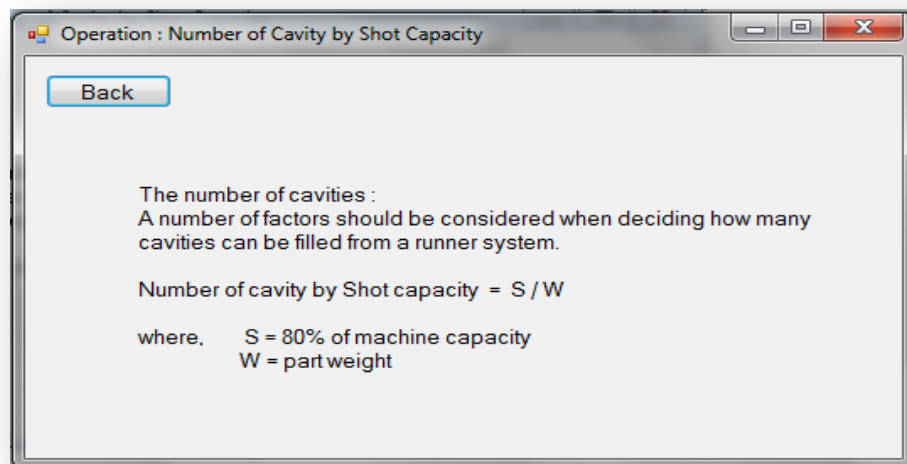 Operation : Number of Cavity by Shot Capacity
Back
The number of cavities :
A number of factors should be considered when deciding how many
cavities can be filled from a runner system.
Number of cavity by Shot capacity = S / W
where, S = 80% of machine capacity
W = part weight